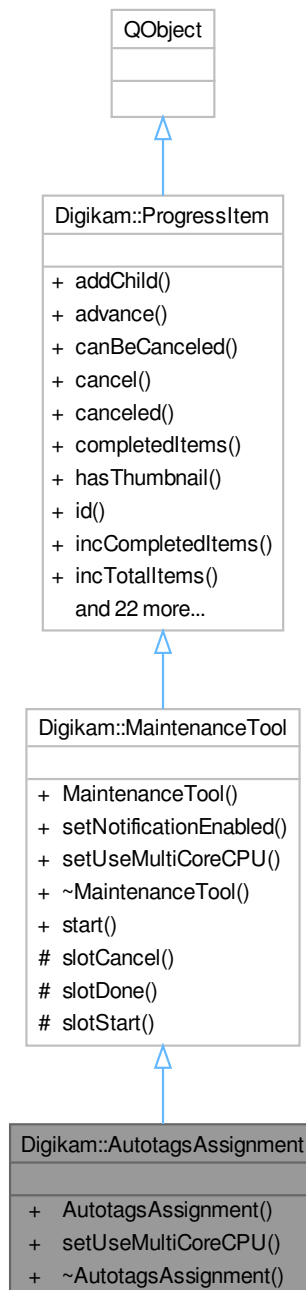 QObject
Digikam::ProgressItem
+ addChild()
+ advance()
+ canBeCanceled()
+ cancel()
+ canceled()
+ completedItems()
+ hasThumbnail()
+ id()
+ incCompletedItems()
+ incTotalItems()
and 22 more...
Digikam::MaintenanceTool
+ MaintenanceTool()
+ setNotificationEnabled()
+ setUseMultiCoreCPU()
+ ~MaintenanceTool()
+ start()
# slotCancel()
# slotDone()
# slotStart()
Digikam::AutotagsAssignment
+ AutotagsAssignment()
+ setUseMultiCoreCPU()
+ ~AutotagsAssignment()